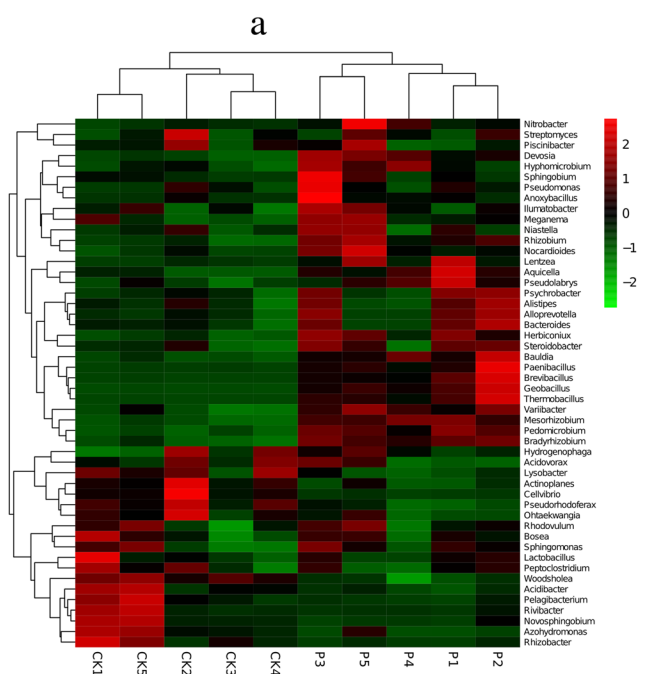 a
Nitrobacter
Streptomyces
Piscinibacter
Devosia
Hyphomicrobium
Sphingobium
Pseudomonas
Anoxybacillus
Ilumatobacter
Meganema
Niastella
Rhizobium
Nocardioides
Lentzea
Aquicella
Pseudolabrys
Psychrobacter
Alistipes
Alloprevotella
Bacteroides
Herbiconiux
Steroidobacter
Bauldia
Paenibacillus
Brevibacillus
Geobacillus
Thermobacillus
Variibacter
Mesorhizobium
Pedomicrobium
Bradyrhizobium
Hydrogenophaga
Acidovorax
Lysobacter
Actinoplanes
Cellvibrio
Pseudorhodoferax
Ohtaekwangia
Rhodovulum
Bosea
Sphingomonas
Lactobacillus
Peptoclostridium
Woodsholea
Acidibacter
Pelagibacterium
Rivibacter
Novosphingobium
Azohydromonas
Rhizobacter
2
1
0
−1
−2
CK1 CK5 CK2 CK3 CK4 P3 P5 P4 P1 P2